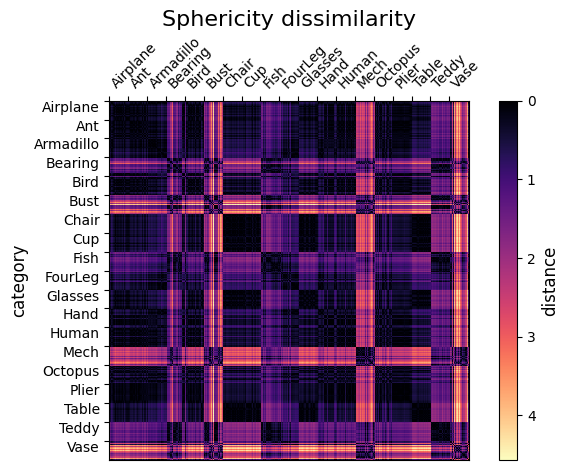 Sphericity dissimilarity
Airplane
Ant
Armadillo
Bearing
Bird
Bust
Chair
Cup
Fish
FourLeg
Glasses
Hand
Human
Mech
Octopus
Plier
Table
Teddy
Vase
Airplane
Ant
Armadillo
Bearing
Bird
Bust
Chair
Cup
Fish
FourLeg
Glasses
Hand
Human
Mech
Octopus
Plier
Table
Teddy
Vase
category
0
1
2
3
4
distance